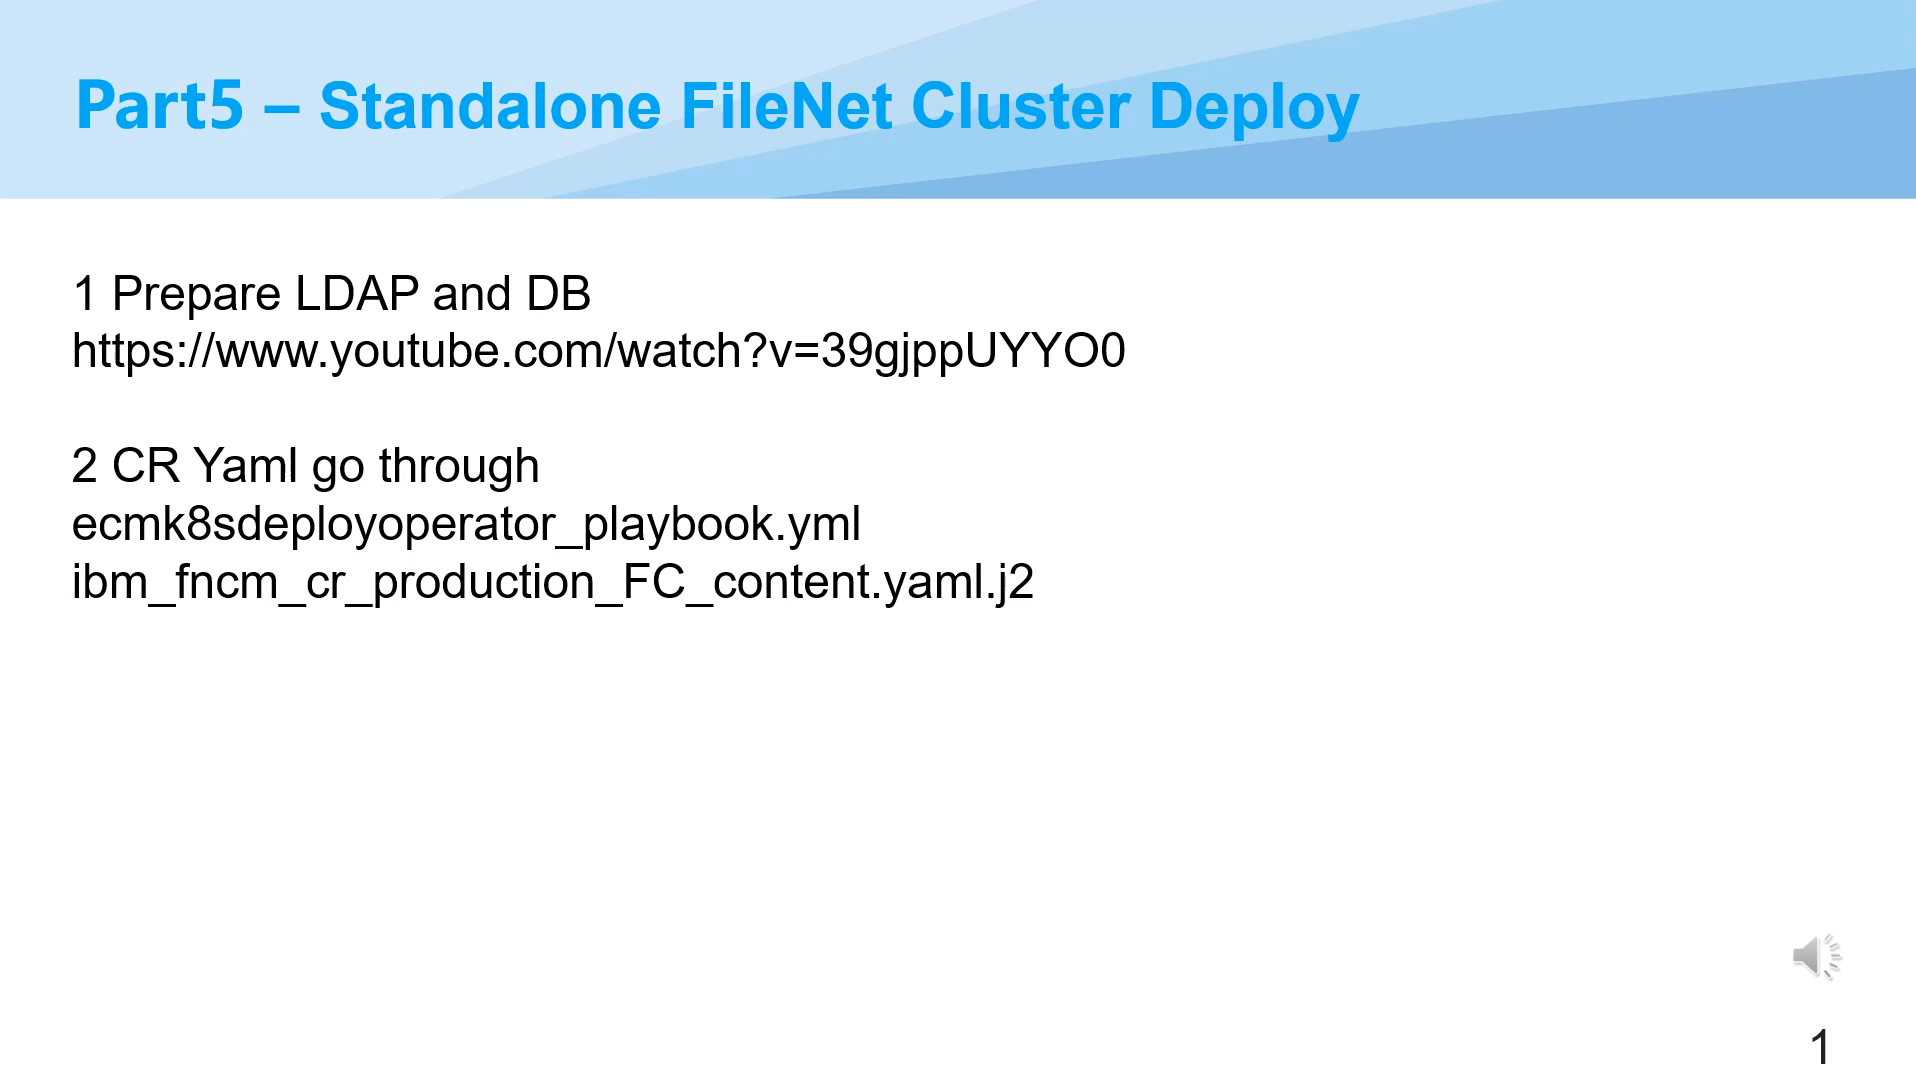 Part5 – Standalone FileNet Cluster Deploy
1 Prepare LDAP and DB
https://www.youtube.com/watch?v=39gjppUYYO0
2 CR Yaml go through
ecmk8sdeployoperator_playbook.yml
ibm_fncm_cr_production_FC_content.yaml.j2
1